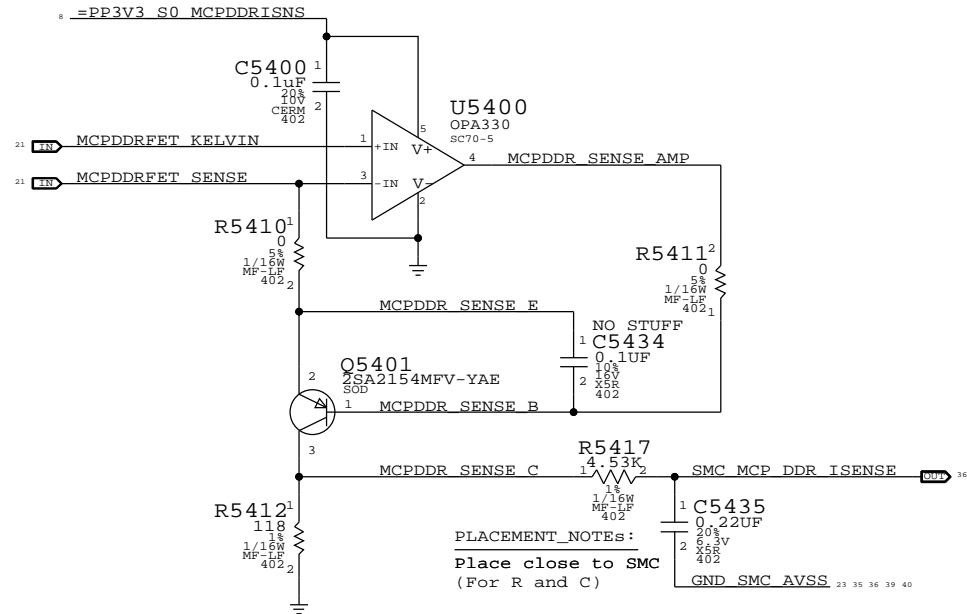 8 =PP3V3_S0_MCPDDRISNS
C5400 1
0.1uF
20%
10V
CERM
402
2
U5400
OPA330
SC70-5
5
V+
21 IN MCPDDRFET_KELVIN 1 +IN
4 MCPDDR_SENSE_AMP
21 IN MCPDDRFET_SENSE 3 -IN
V-
2
R5410 1
0
5%
1/16W
MF-LF
402
2
R5411 2
0
5%
1/16W
MF-LF
402
1
MCPDDR_SENSE_E
NO STUFF
1 C5434
0.1UF
10%
16V
2 X5R
402
Q5401
2 2SA2154MFV-YAE
SOD
1 MCPDDR_SENSE_B
3
R5417
MCPDDR_SENSE_C 1 4.53K 2 SMC_MCP_DDR_ISENSE OUT 36
1%
1/16W
MF-LF
402
R5412 1
118
1%
1/16W
MF-LF
402
2
1 C5435
0.22UF
20%
6.3V
2 X5R
402
PLACEMENT_NOTEs:
Place close to SMC
(For R and C)
GND_SMC_AVSS 23 35 36 39 40